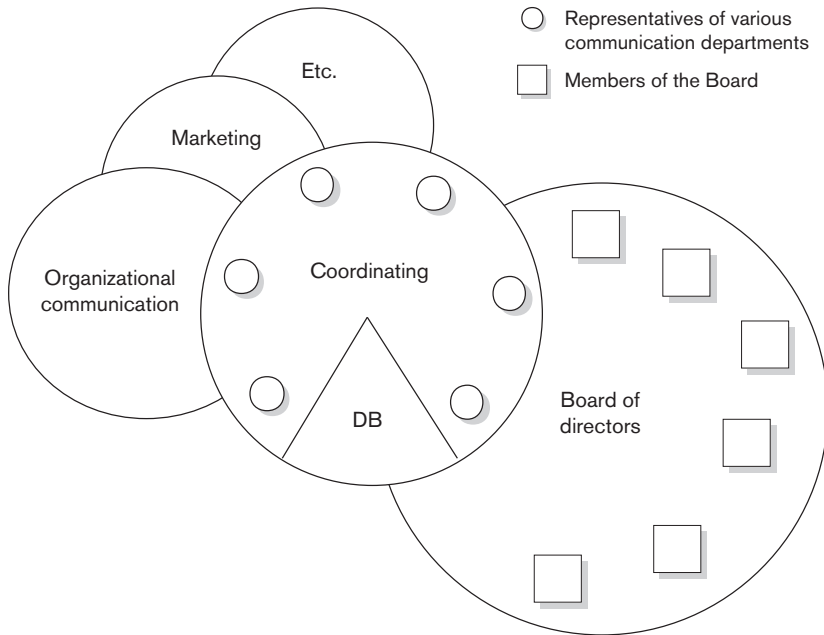 Representatives of various
communication departments
Members of the Board
Etc.
Marketing
Organizational
communication
Coordinating
DB
Board of
directors